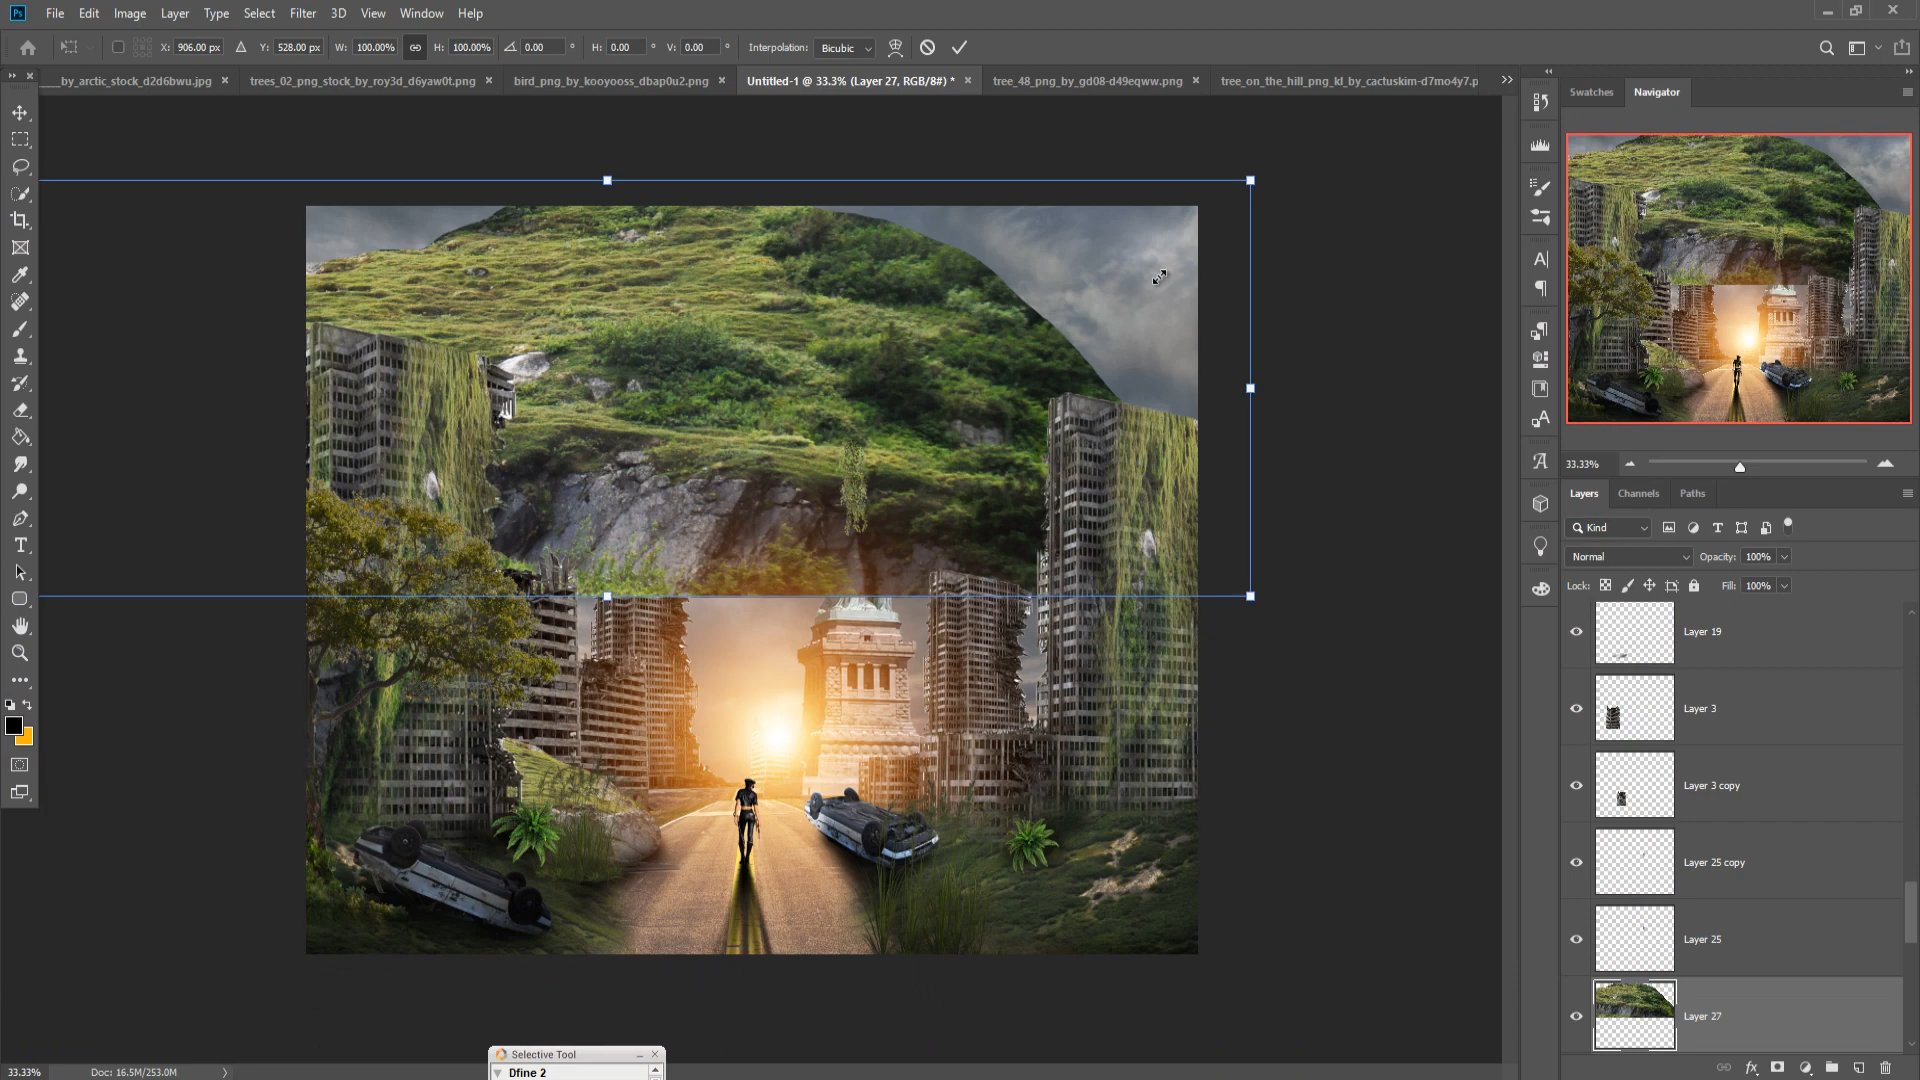 Ps File Edit Image Layer Type Select Filter 3D View Window Help
X: 906.00 px Y: 528.00 px W: 100.00% H: 100.00% 0.00 ° H: 0.00 ° V: 0.00 ° Interpolation: Bicubic
__by_arctic_stock_d2d6bwu.jpg × trees_02_png_stock_by_roy3d_d6yaw0t.png × bird_png_by_kooyooss_dbap0u2.png × Untitled-1 @ 33.3% (Layer 27, RGB/8#) * × tree_48_png_by_gd08-d49eqww.png × tree_on_the_hill_png_ld_by_cactuskim-d7mo4y7.p
Swatches Navigator
33.33%
Layers Channels Paths
Kind
Normal Opacity: 100%
Lock: Fill: 100%
Layer 19
Layer 3
Layer 3 copy
Layer 25 copy
Layer 25
Layer 27
Selective Tool
Dfine 2
33.33% Doc: 16.5M/253.0M